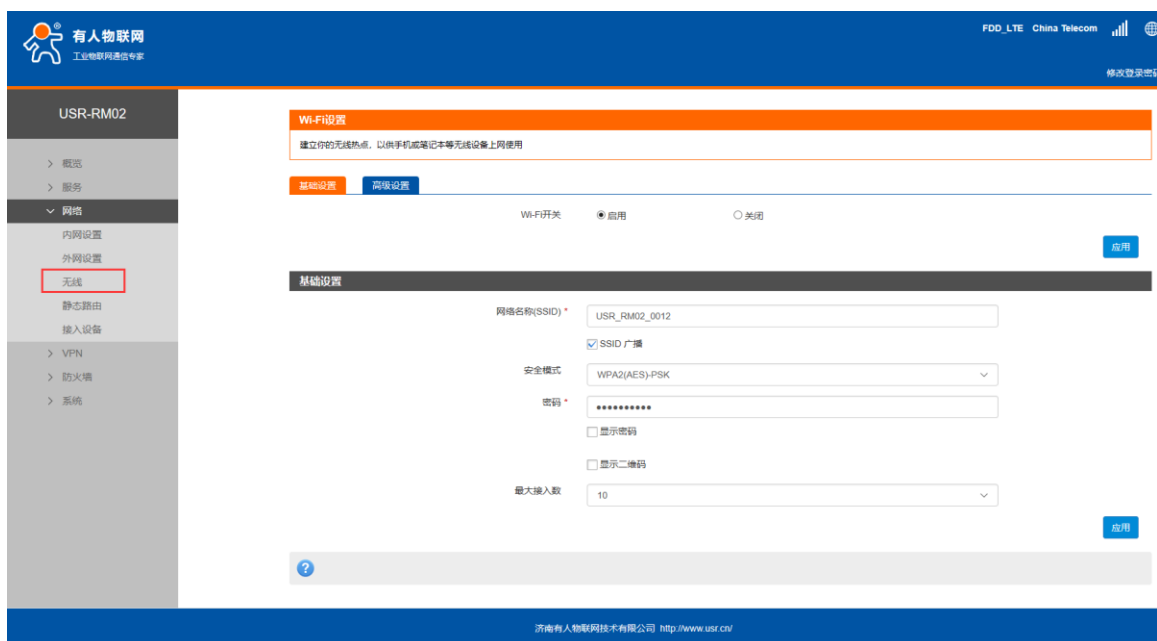 有人物联网
工业物联网通信专家
FDD_LTE China Telecom
修改登录密码
USR-RM02
概览
服务
网络
内网设置
外网设置
无线
静态路由
接入设备
VPN
防火墙
系统
Wi-Fi设置
建立你的无线热点，以供手机或笔记本等无线设备上网使用
基础设置 高级设置
Wi-Fi开关 启用 关闭
应用
基础设置
网络名称(SSID) * USR_RM02_0012
SSID 广播
安全模式 WPA2(AES)-PSK
密码 * ●●●●●●●●●●
显示密码
显示二维码
最大接入数 10
应用
济南有人物联网技术有限公司 http://www.usr.cn/